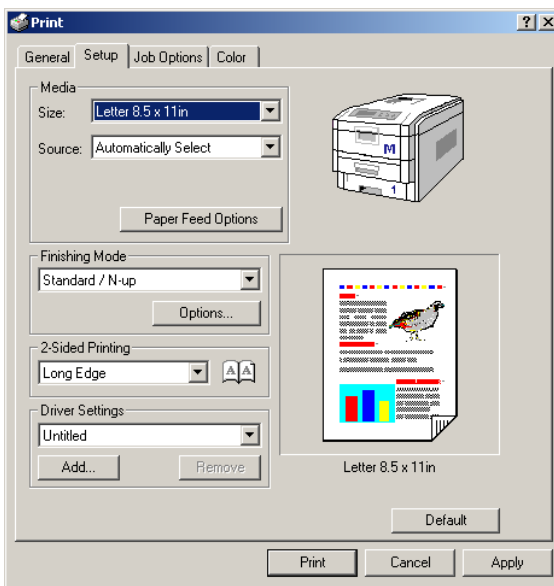 Print
General Setup Job Options Color
Media
Size: Letter 8.5 x 11in
Source: Automatically Select
Paper Feed Options
M
1
Finishing Mode
Standard / N-up
Options...
2-Sided Printing
Long Edge
A A
Driver Settings
Untitled
Add... Remove
Letter 8.5 x 11in
Default
Print Cancel Apply